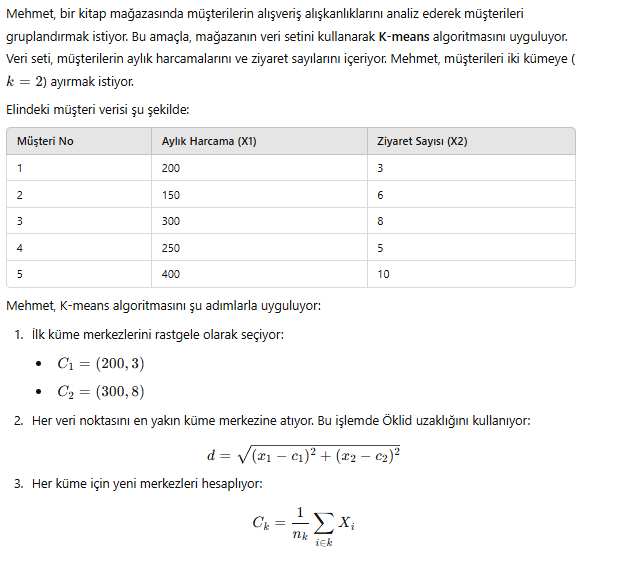 Mehmet, bir kitap mağazasında müşterilerin alışveriş alışkanlıklarını analiz ederek müşterileri
gruplandırmak istiyor. Bu amaçla, mağazanın veri setini kullanarak K-means algoritmasını uyguluyor.
Veri seti, müşterilerin aylık harcamalarını ve ziyaret sayılarını içeriyor. Mehmet, müşterileri iki kümeye (
k = 2) ayırmak istiyor.
Elindeki müşteri verisi şu şekilde:
Müşteri No Aylık Harcama (X1) Ziyaret Sayısı (X2)
1 200 3
2 150 6
3 300 8
4 250 5
5 400 10
Mehmet, K-means algoritmasını şu adımlarla uyguluyor:
1. İlk küme merkezlerini rastgele olarak seçiyor:
• C₁ = (200, 3)
• C₂ = (300, 8)
2. Her veri noktasını en yakın küme merkezine atıyor. Bu işlemde Öklid uzaklığını kullanıyor:
d = √((x₁ − c₁)² + (x₂ − c₂)²)
3. Her küme için yeni merkezleri hesaplıyor:
Cₖ = 1/nₖ ∑_{i∈k} Xᵢ